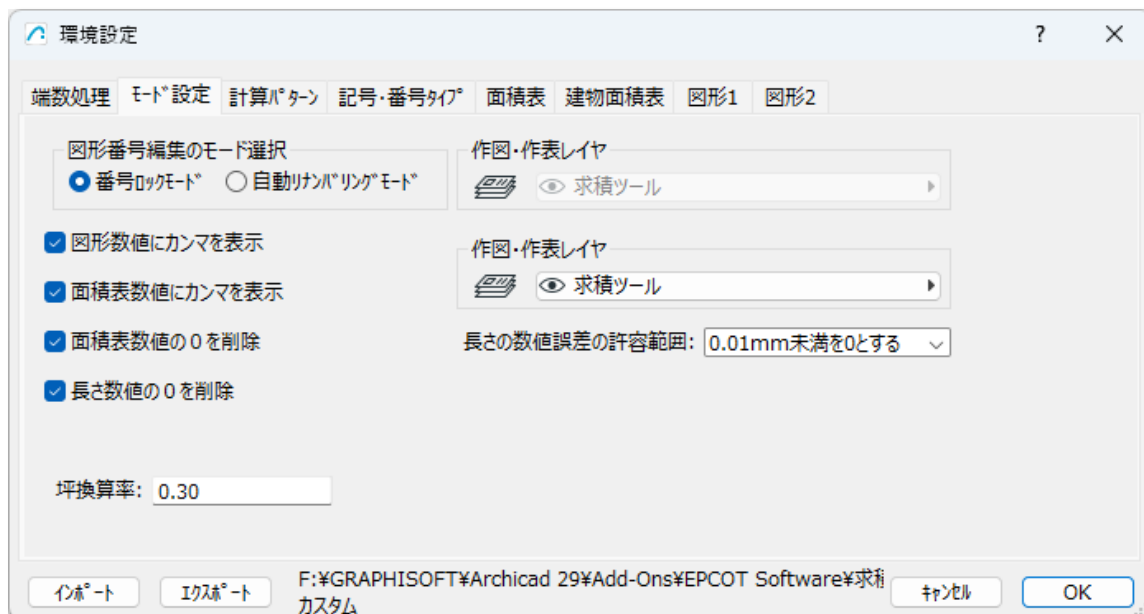 環境設定
?
端数処理 ﾓｰﾄﾞ設定 計算ﾊﾟﾀｰﾝ 記号・番号ﾀｲﾌﾟ 面積表 建物面積表 図形1 図形2
図形番号編集のモード選択
番号ﾛｯｸﾓｰﾄﾞ 自動ﾘﾅﾝﾊﾞﾘﾝｸﾞﾓｰﾄﾞ
作図・作表レイヤ
求積ツール
図形数値にカンマを表示
面積表数値にカンマを表示
面積表数値の０を削除
長さ数値の０を削除
作図・作表レイヤ
求積ツール
長さの数値誤差の許容範囲: 0.01mm未満を0とする
坪換算率: 0.30
ｲﾝﾎﾟｰﾄ ｴｸｽﾎﾟｰﾄ
F:¥GRAPHISOFT¥Archicad 29¥Add-Ons¥EPCOT Software¥求
カスタム
ｷｬﾝｾﾙ OK